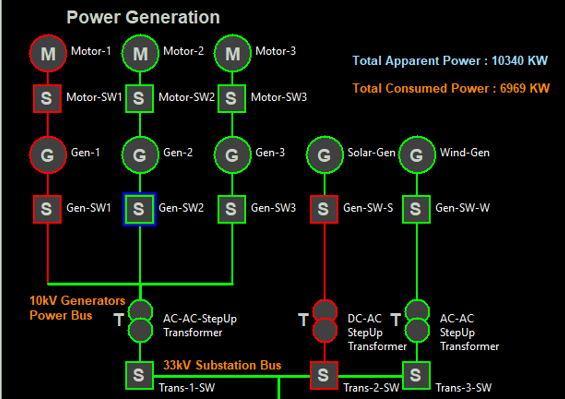 Power Generation
M Motor-1 M Motor-2 M Motor-3
Total Apparent Power : 10340 KW
Total Consumed Power : 6969 KW
S Motor-SW1 S Motor-SW2 S Motor-SW3
G Gen-1 G Gen-2 G Gen-3 G Solar-Gen G Wind-Gen
S Gen-SW1 S Gen-SW2 S Gen-SW3 S Gen-SW-S S Gen-SW-W
10kV Generators
Power Bus
T AC-AC-StepUp
Transformer
T DC-AC
StepUp
Transformer
T AC-AC
StepUp
Transformer
33kV Substation Bus
S Trans-1-SW S Trans-2-SW S Trans-3-SW